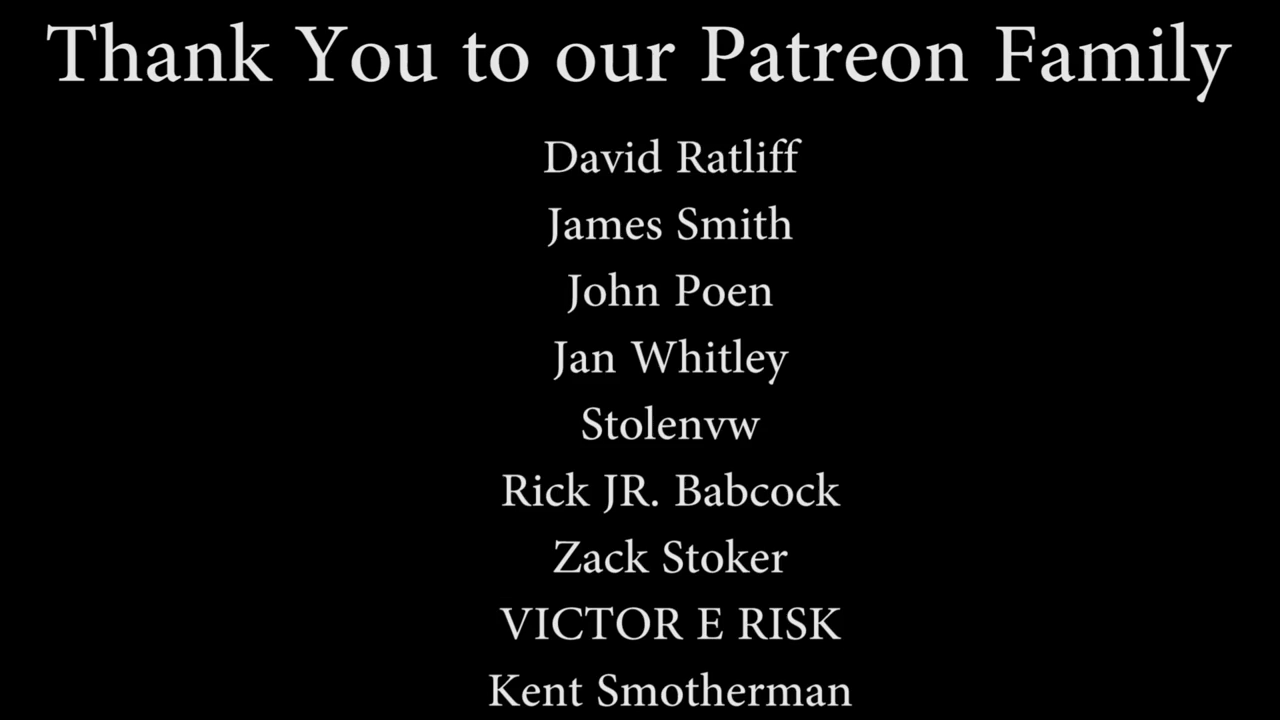 Thank You to our Patreon Family
David Ratliff
James Smith
John Poen
Jan Whitley
Stolenvw
Rick JR. Babcock
Zack Stoker
VICTOR E RISK
Kent Smotherman